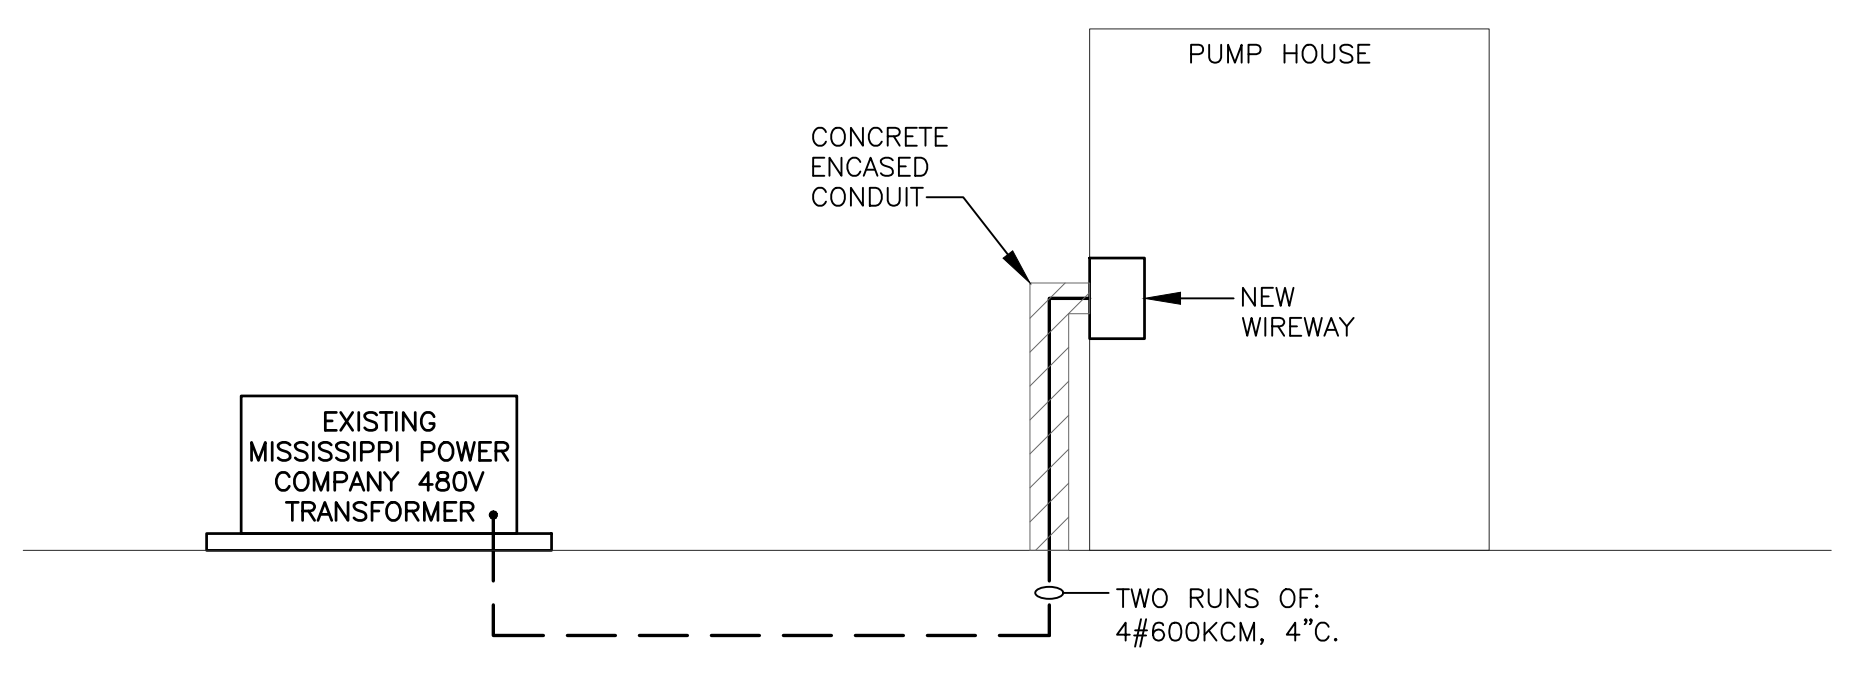 PUMP HOUSE
CONCRETE
ENCASED
CONDUIT
NEW
WIREWAY
EXISTING
MISSISSIPPI POWER
COMPANY 480V
TRANSFORMER
TWO RUNS OF:
4#600KCM, 4"C.